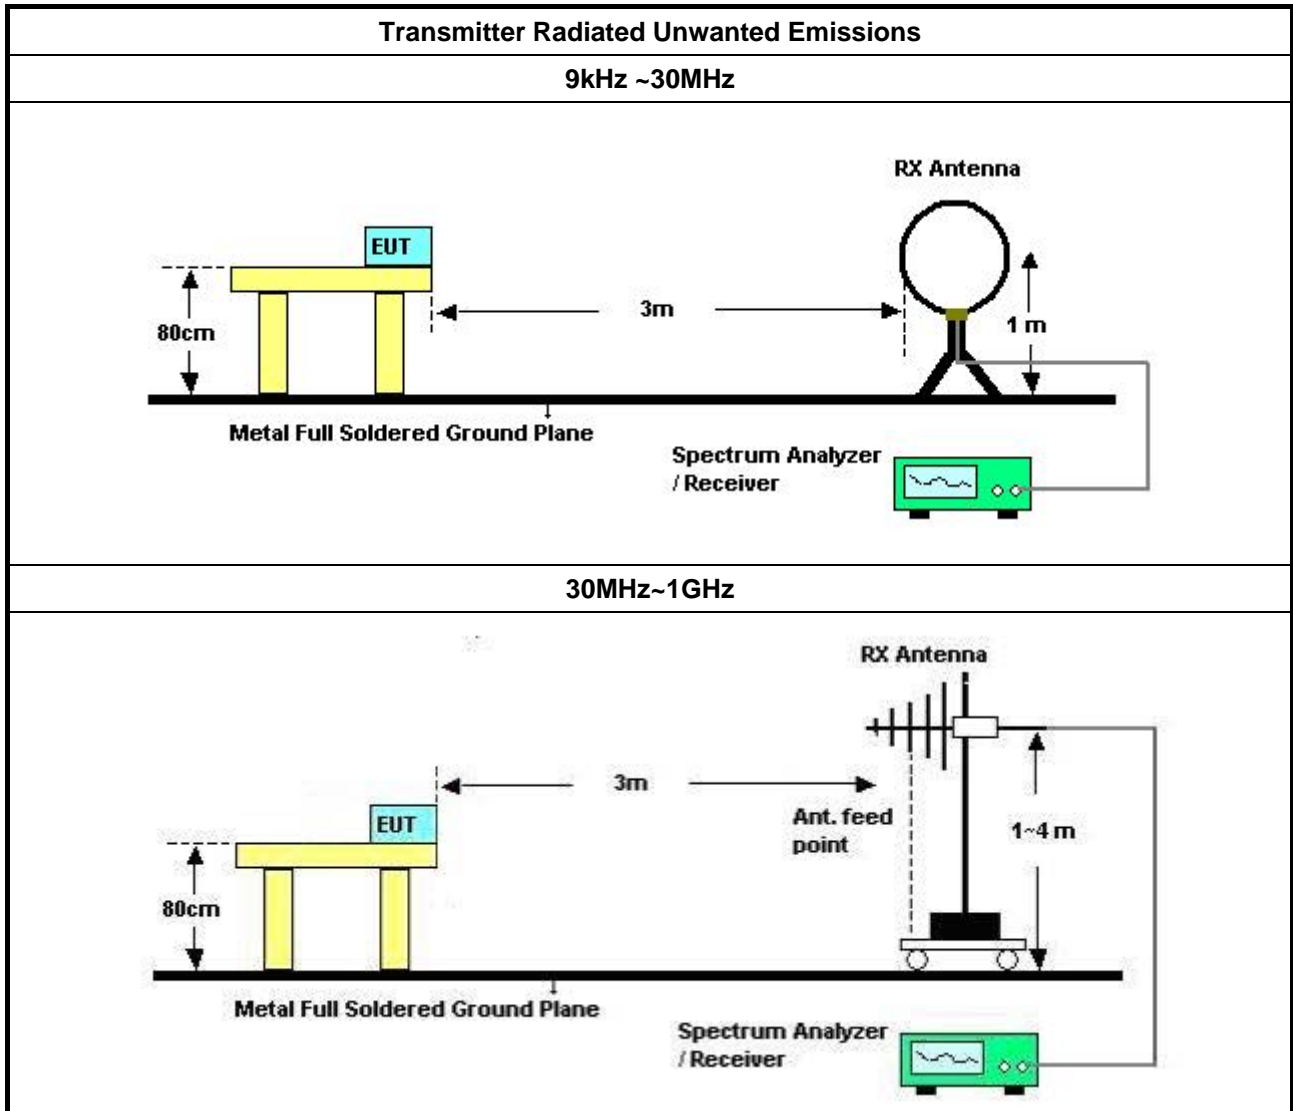 Transmitter Radiated Unwanted Emissions
9kHz ~30MHz
RX Antenna
EUT
3m
80cm
1 m
Metal Full Soldered Ground Plane
Spectrum Analyzer
/ Receiver
30MHz~1GHz
RX Antenna
3m
EUT
Ant. feed
point
1~4 m
80cm
Metal Full Soldered Ground Plane
Spectrum Analyzer
/ Receiver